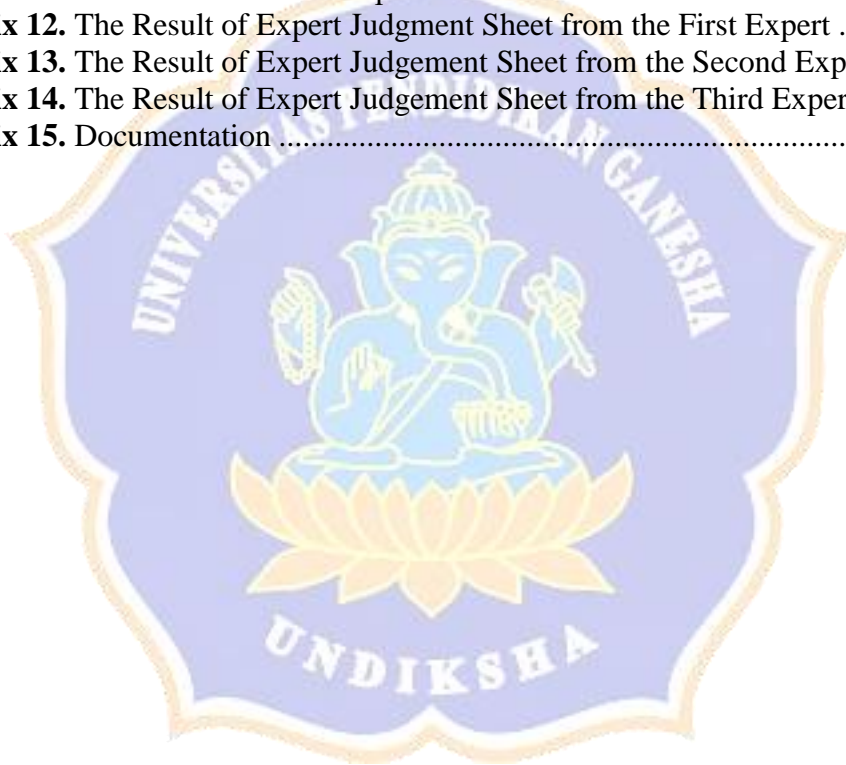 x 12. The Result of Expert Judgment Sheet from the First Expert .
x 13. The Result of Expert Judgement Sheet from the Second Exp
x 14. The Result of Expert Judgement Sheet from the Third Exper
x 15. Documentation ........................................................................
UNIVERSITAS PENDIDIKAN GANESHA
UNDIKSHA